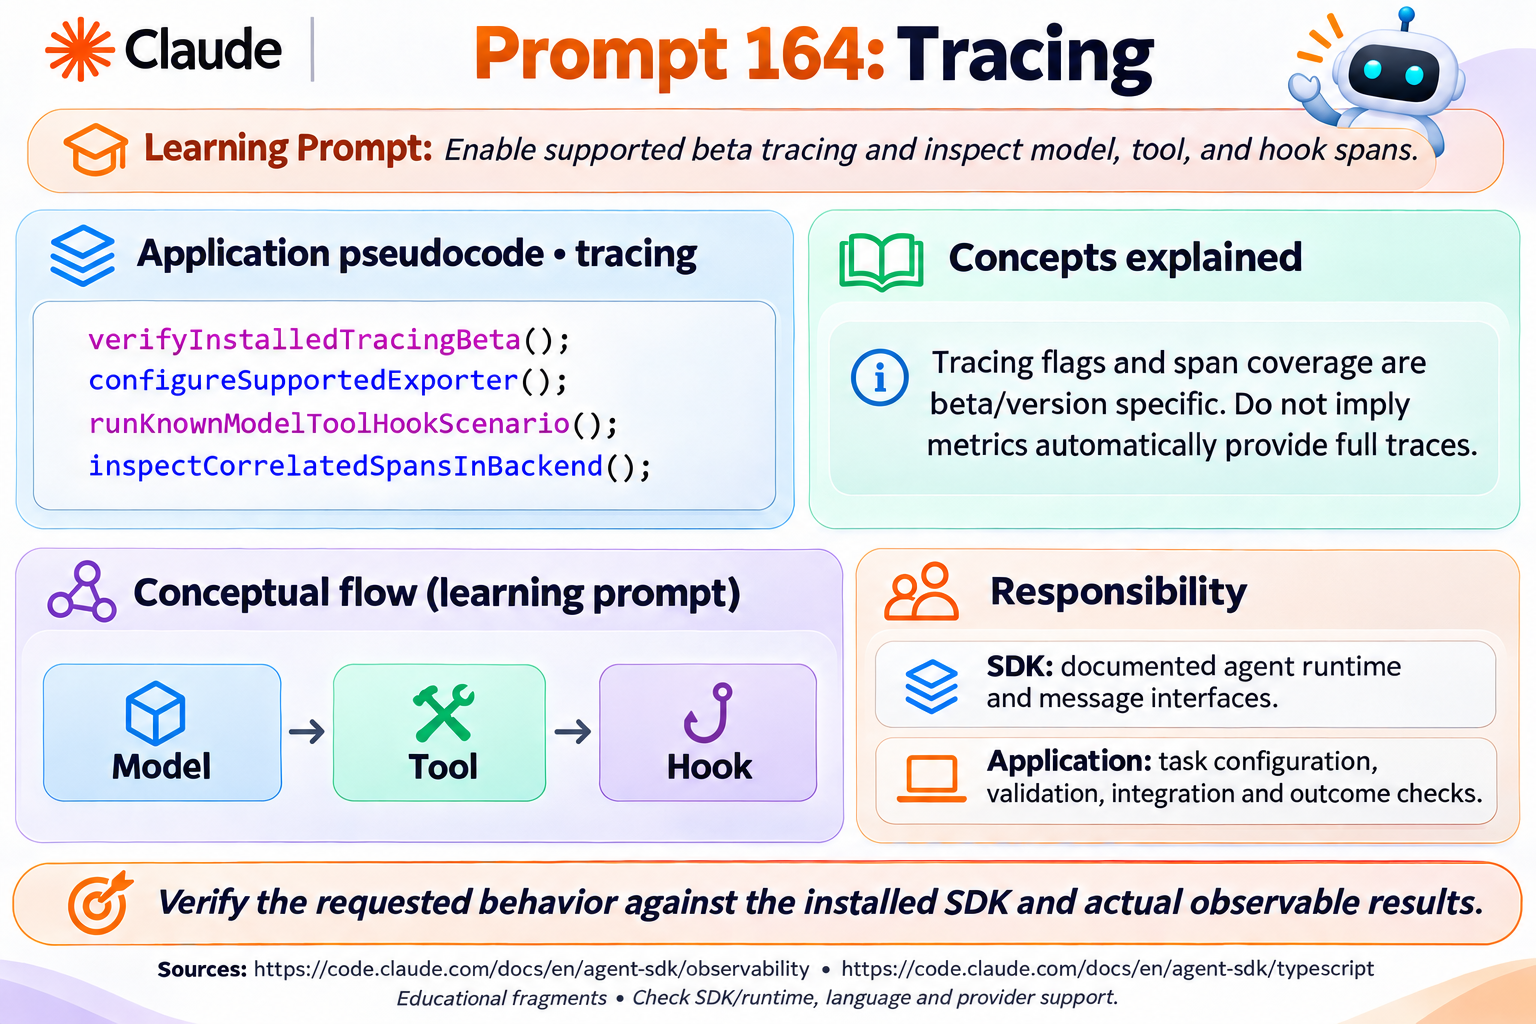 Claude
Prompt 164: Tracing
Learning Prompt: Enable supported beta tracing and inspect model, tool, and hook spans.
Application pseudocode • tracing
verifyInstalledTracingBeta();
configureSupportedExporter();
runKnownModelToolHookScenario();
inspectCorrelatedSpansInBackend();
Concepts explained
i
Tracing flags and span coverage are
beta/version specific. Do not imply
metrics automatically provide full traces.
Conceptual flow (learning prompt)
Model
Tool
Hook
Responsibility
SDK: documented agent runtime
and message interfaces.
Application: task configuration,
validation, integration and outcome checks.
Verify the requested behavior against the installed SDK and actual observable results.
Sources: https://code.claude.com/docs/en/agent-sdk/observability • https://code.claude.com/docs/en/agent-sdk/typescript
Educational fragments • Check SDK/runtime, language and provider support.